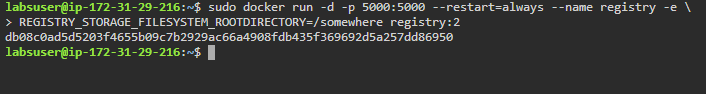 labsuser@ip-172-31-29-216:~$ sudo docker run -d -p 5000:5000 --restart=always --name registry -e \
> REGISTRY_STORAGE_FILESYSTEM_ROOTDIRECTORY=/somewhere registry:2
db08c0ad5d5203f4655b09c7b2929ac66a4908fdb435f369692d5a257dd86950
labsuser@ip-172-31-29-216:~$